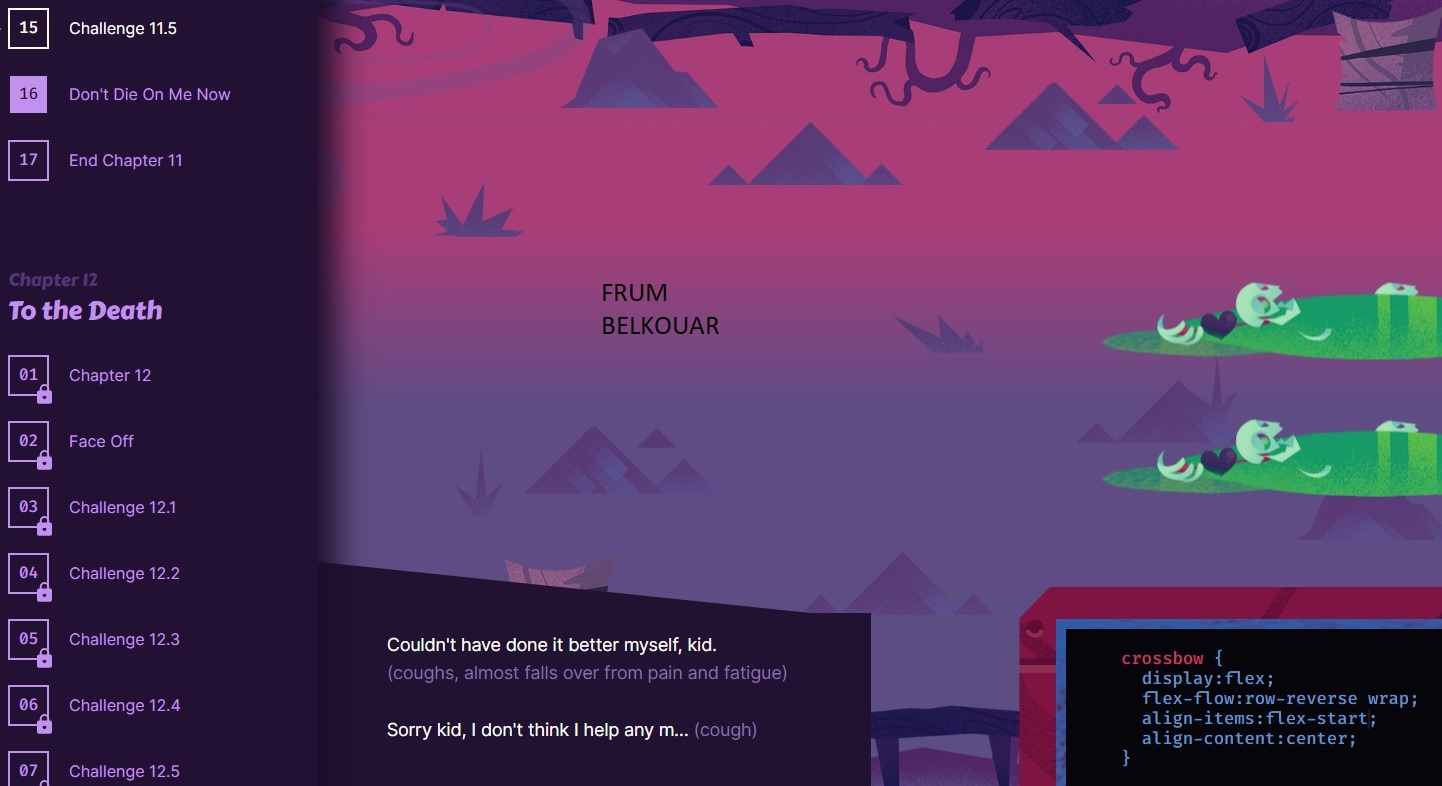 15 Challenge 11.5
16 Don't Die On Me Now
17 End Chapter 11
Chapter 12
To the Death
01 Chapter 12
02 Face Off
03 Challenge 12.1
04 Challenge 12.2
05 Challenge 12.3
06 Challenge 12.4
07 Challenge 12.5
FRUM
BELKOUAR
Couldn't have done it better myself, kid.
(coughs, almost falls over from pain and fatigue)
Sorry kid, I don't think I help any m... (cough)
crossbow {
display:flex;
flex-flow:row-reverse wrap;
align-items:flex-start;
align-content:center;
}